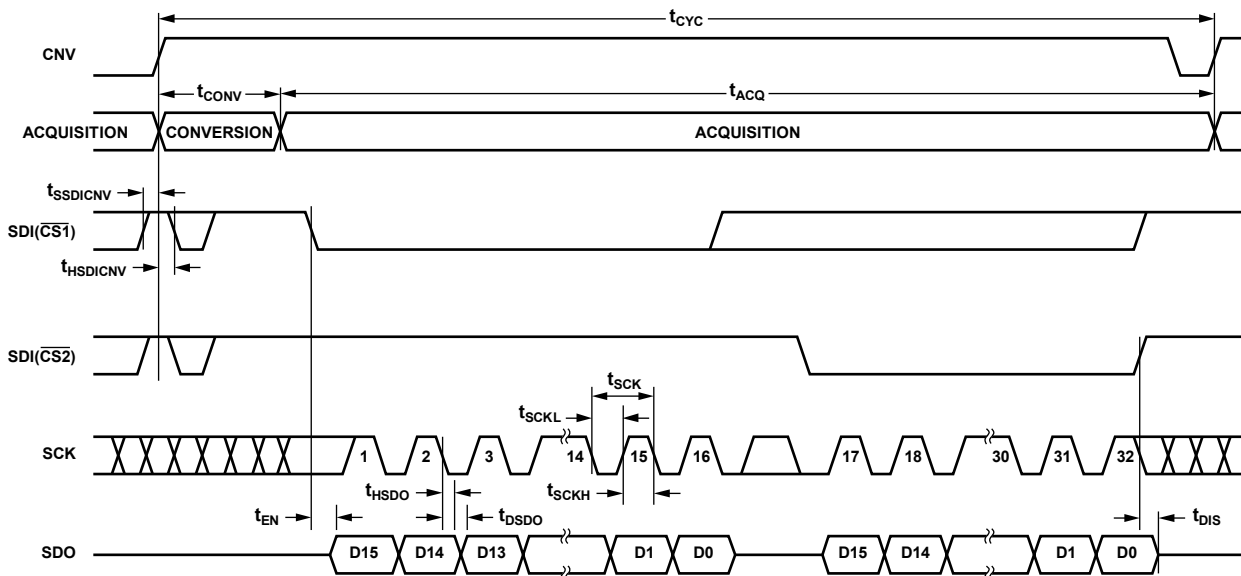 tCYC
CNV
tCONV
tACQ
ACQUISITION
CONVERSION
ACQUISITION
tSSDICNV
SDI(CS1)
tHSDICNV
SDI(CS2)
tSCK
tSCKL
SCK
1
2
3
14
15
16
17
18
30
31
32
tHSDO
tSCKH
tEN
tDSDO
tDIS
SDO
D15
D14
D13
D1
D0
D15
D14
D1
D0